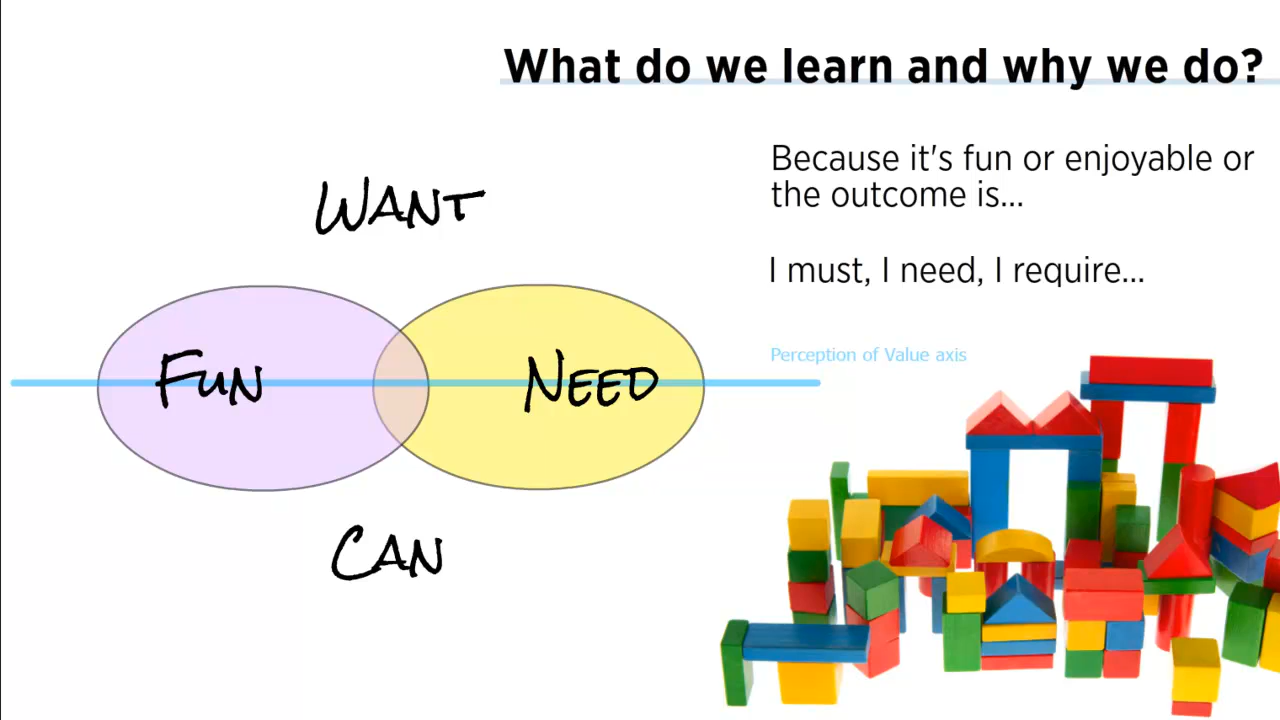 What do we learn and why we do?
Because it's fun or enjoyable or
the outcome is...
I must, I need, I require...
Perception of Value axis
WANT
FUN
NEED
CAN